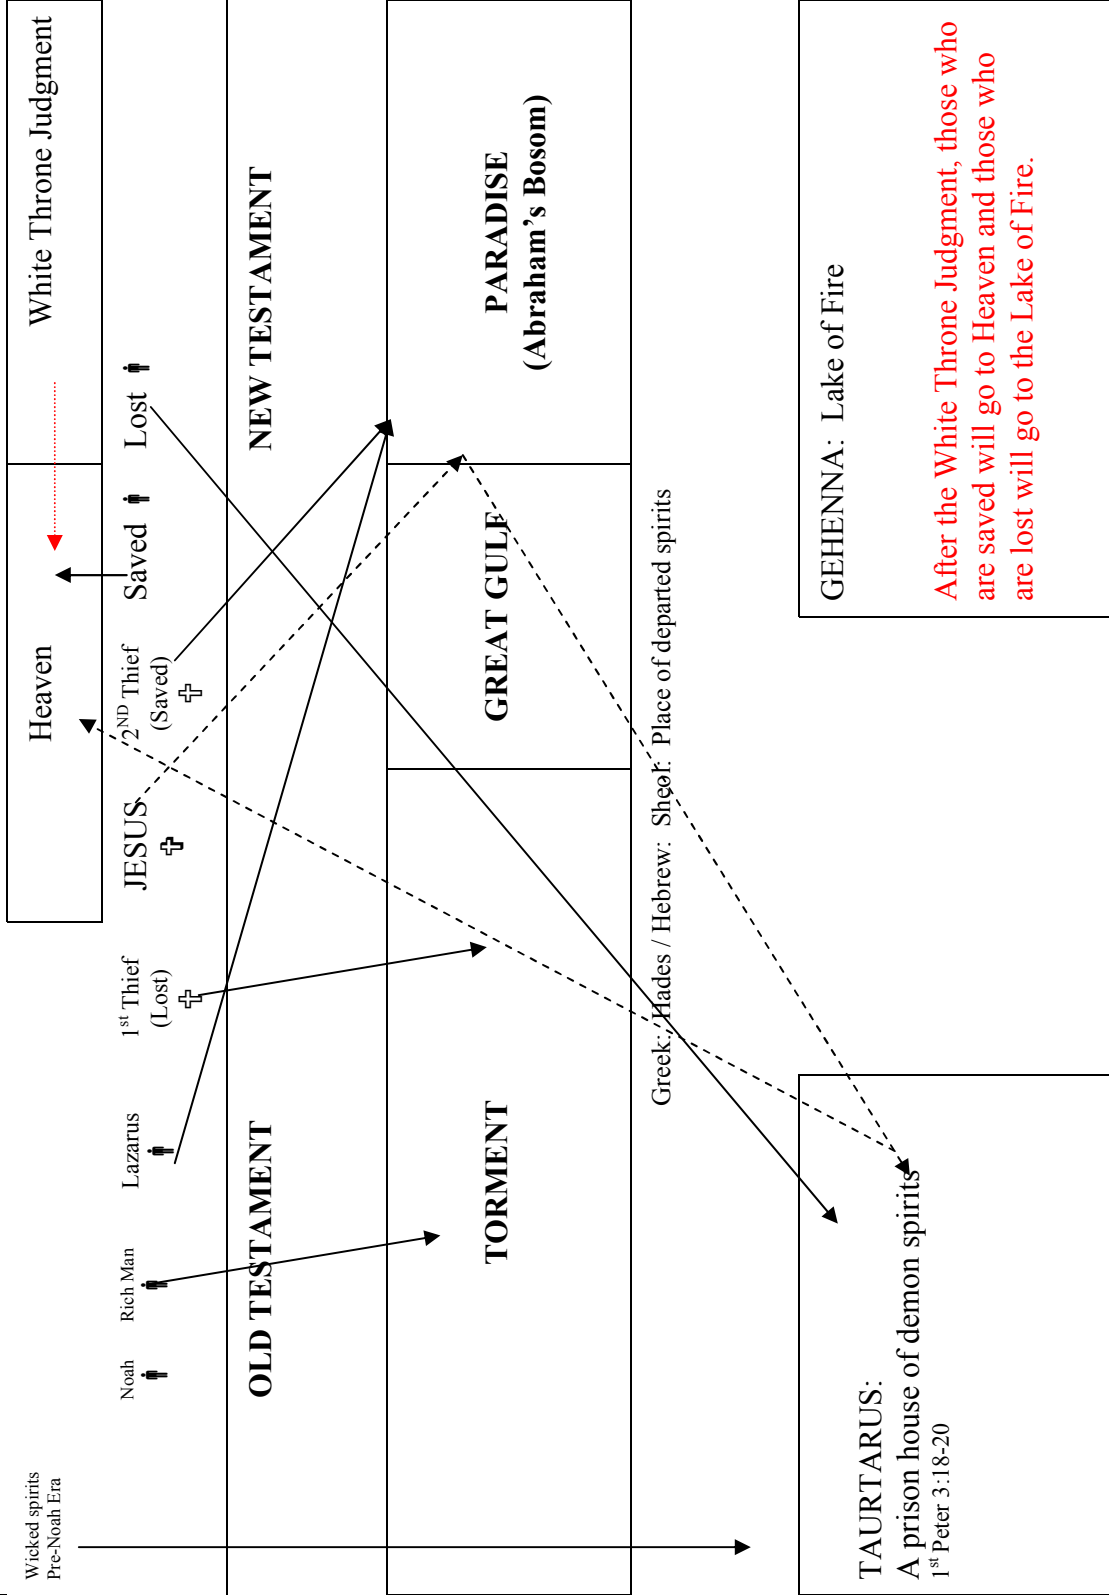 Wicked spirits
Pre-Noah Era
Heaven
White Throne Judgment
Noah
Rich Man
Lazarus
1st Thief
(Lost)
JESUS
2ND Thief
(Saved)
Saved
Lost
OLD TESTAMENT
NEW TESTAMENT
TORMENT
GREAT GULF
PARADISE
(Abraham's Bosom)
Greek: Hades / Hebrew: Sheol: Place of departed spirits
TAURTARUS:
A prison house of demon spirits
1st Peter 3:18-20
GEHENNA: Lake of Fire
After the White Throne Judgment, those who
are saved will go to Heaven and those who
are lost will go to the Lake of Fire.